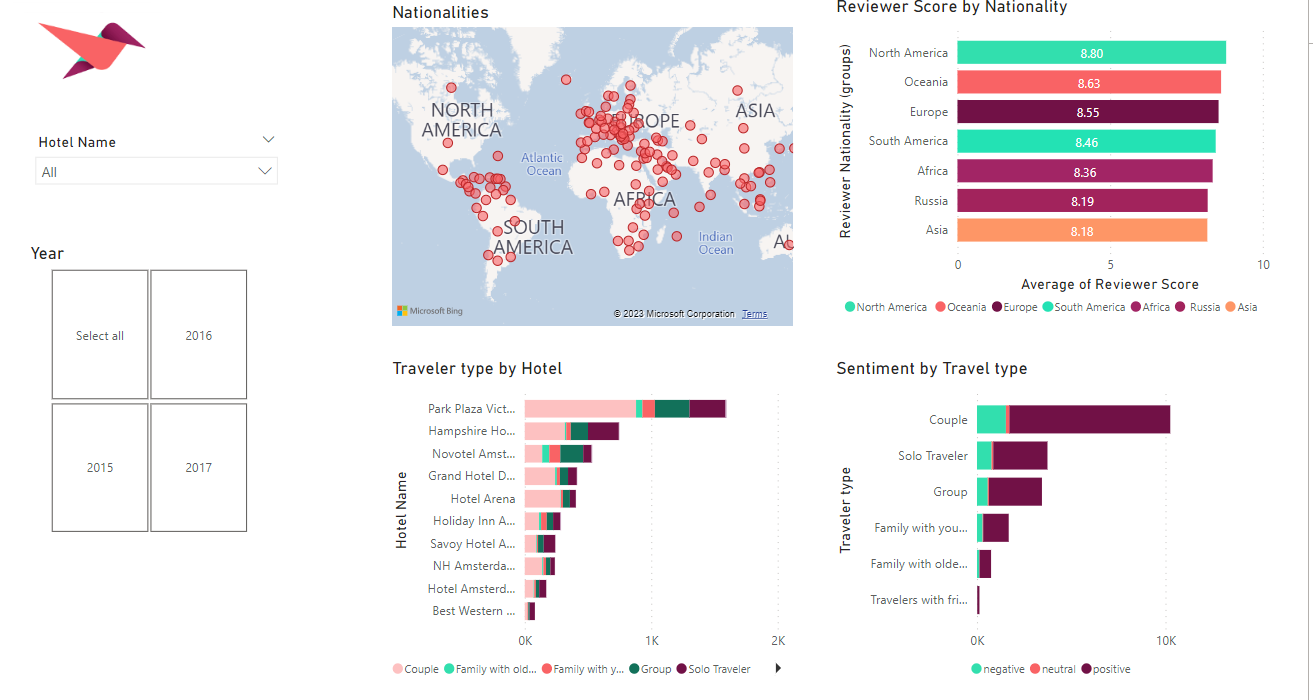 Hotel Name
All
Year
Select all
2016
2015
2017
Nationalities
NORTH
AMERICA
EUROPE
ASIA
Atlantic
Ocean
AFRICA
SOUTH
AMERICA
Indian
Ocean
AU
Microsoft Bing
© 2023 Microsoft Corporation Terms
Reviewer Score by Nationality
Reviewer Nationality (groups)
North America 8.80
Oceania 8.63
Europe 8.55
South America 8.46
Africa 8.36
Russia 8.19
Asia 8.18
0 5 10
Average of Reviewer Score
North America Oceania Europe South America Africa Russia Asia
Traveler type by Hotel
Hotel Name
Park Plaza Vict...
Hampshire Ho...
Novotel Amst...
Grand Hotel D...
Hotel Arena
Holiday Inn A...
Savoy Hotel A...
NH Amsterda...
Hotel Amsterd...
Best Western ...
0K 1K 2K
Couple Family with old... Family with y... Group Solo Traveler
Sentiment by Travel type
Traveler type
Couple
Solo Traveler
Group
Family with you...
Family with olde...
Travelers with fri...
0K 10K
negative neutral positive